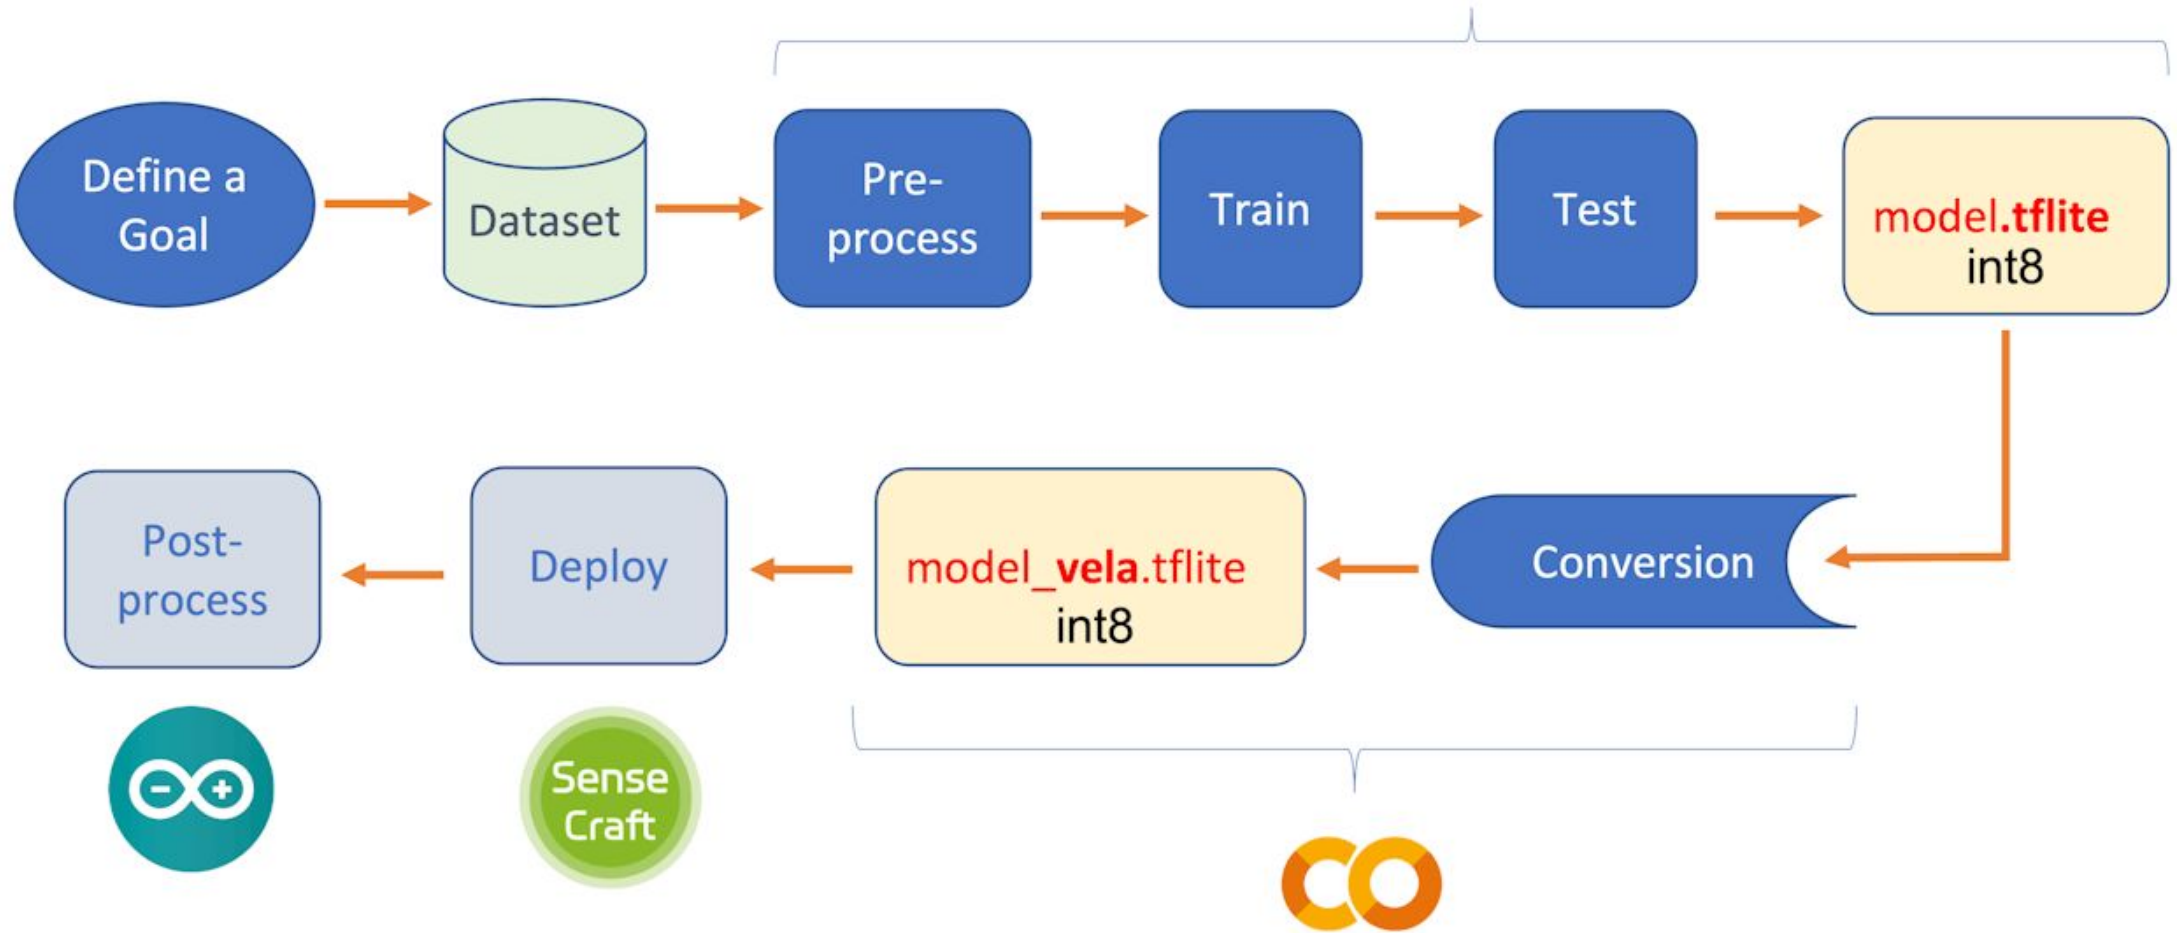 Define a
Goal
Dataset
Pre-
process
Train
Test
model.tflite
int8
Conversion
model_vela.tflite
int8
Deploy
Post-
process
Sense
Craft